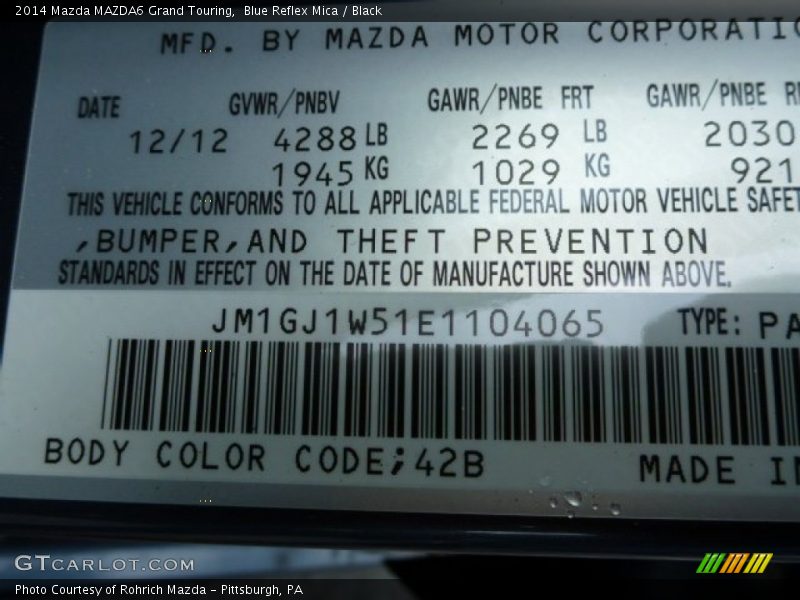 2014 Mazda MAZDA6 Grand Touring, Blue Reflex Mica / Black
MFD. BY MAZDA MOTOR CORPORATIO
DATE GVWR/PNBV GAWR/PNBE FRT GAWR/PNBE
12/12 4288 LB 2269 LB 2030
1945 KG 1029 KG 921
THIS VEHICLE CONFORMS TO ALL APPLICABLE FEDERAL MOTOR VEHICLE SAFET
,BUMPER,AND THEFT PREVENTION
STANDARDS IN EFFECT ON THE DATE OF MANUFACTURE SHOWN ABOVE.
JM1GJ1W51E1104065 TYPE: PA
BODY COLOR CODE;42B MADE IN
GTCARLOT.COM
Photo Courtesy of Rohrich Mazda - Pittsburgh, PA